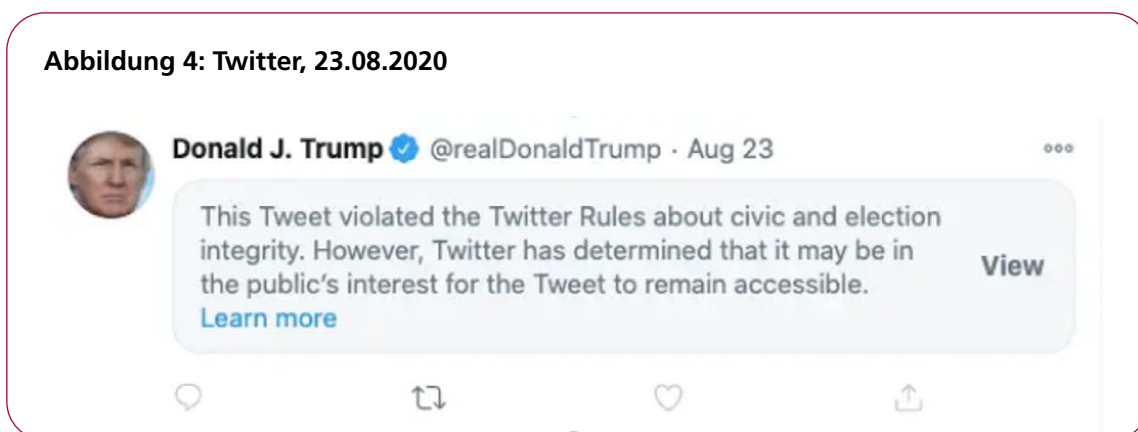 Abbildung 4: Twitter, 23.08.2020
Donald J. Trump @realDonaldTrump · Aug 23
This Tweet violated the Twitter Rules about civic and election
integrity. However, Twitter has determined that it may be in
the public's interest for the Tweet to remain accessible.
View
Learn more